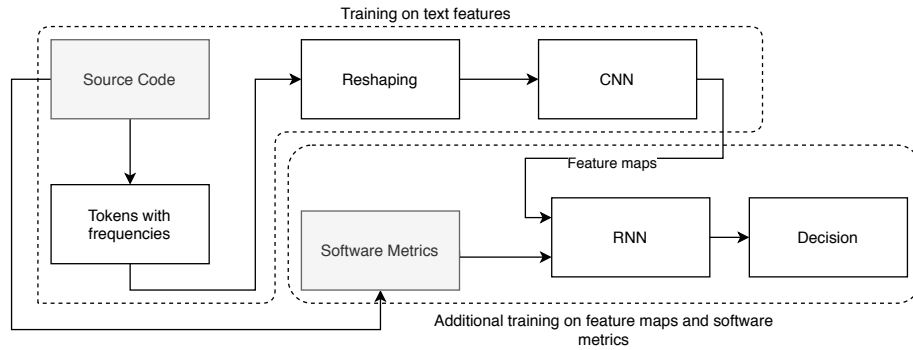 Training on text features
Source Code
Reshaping
CNN
Feature maps
Tokens with
frequencies
Software Metrics
RNN
Decision
Additional training on feature maps and software
metrics